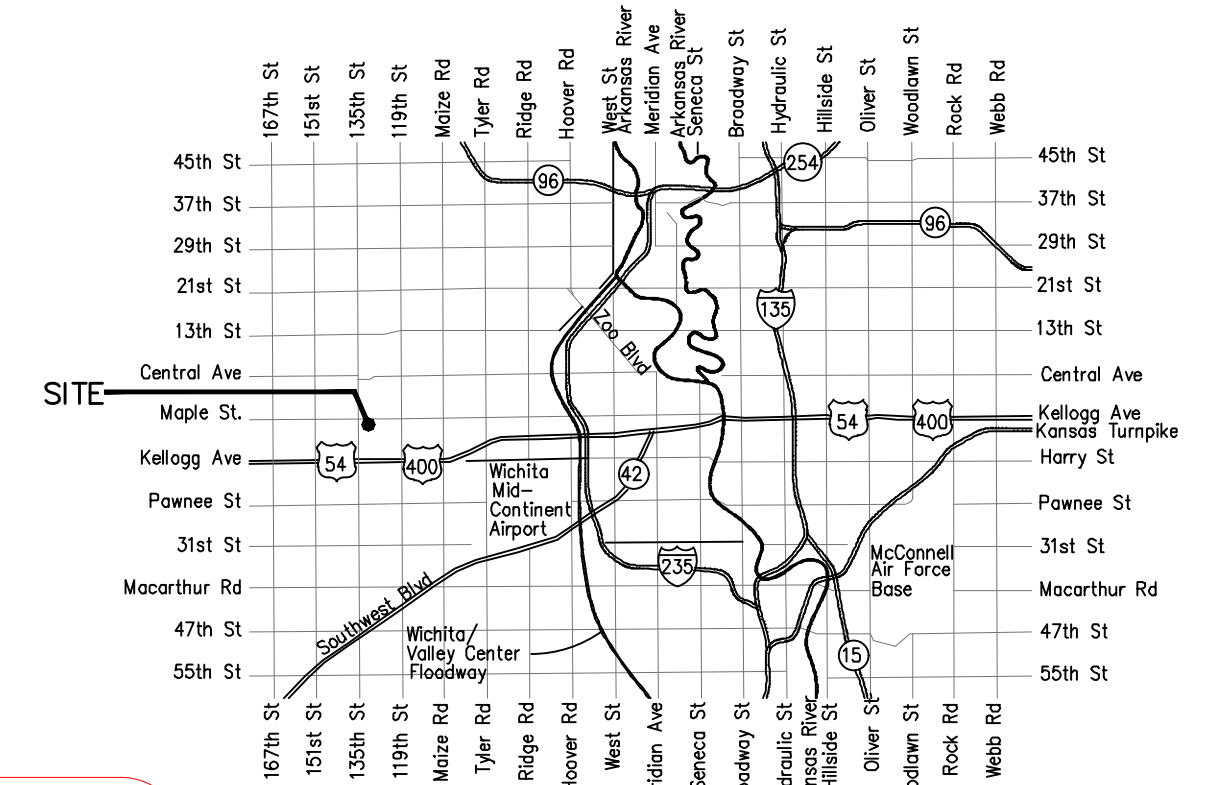 167th St
151st St
135th St
119th St
Maize Rd
Tyler Rd
Ridge Rd
Hoover Rd
West St
Arkansas River
Meridian Ave
Arkansas River
Seneca St
Broadway St
Hydraulic St
Hillside St
Oliver St
Woodlawn St
Rock Rd
Webb Rd
45th St
254
45th St
96
37th St
37th St
96
29th St
29th St
21st St
21st St
135
13th St
Zoo Blvd
13th St
Central Ave
Central Ave
SITE
Maple St.
54
400
Kellogg Ave
Kansas Turnpike
Kellogg Ave
54
400
42
Harry St
Wichita
Mid-
Continent
Airport
Pawnee St
Pawnee St
31st St
31st St
235
McConnell
Air Force
Base
Macarthur Rd
Macarthur Rd
Southwest Blvd
47th St
Wichita/
Valley Center
Floodway
47th St
15
55th St
55th St
167th St
151st St
135th St
119th St
Maize Rd
Tyler Rd
Ridge Rd
Hoover Rd
West St
ridian Ave
Seneca St
oadway St
draulic St
nsas River
Hillside St
Oliver St
odlawn St
Rock Rd
Webb Rd